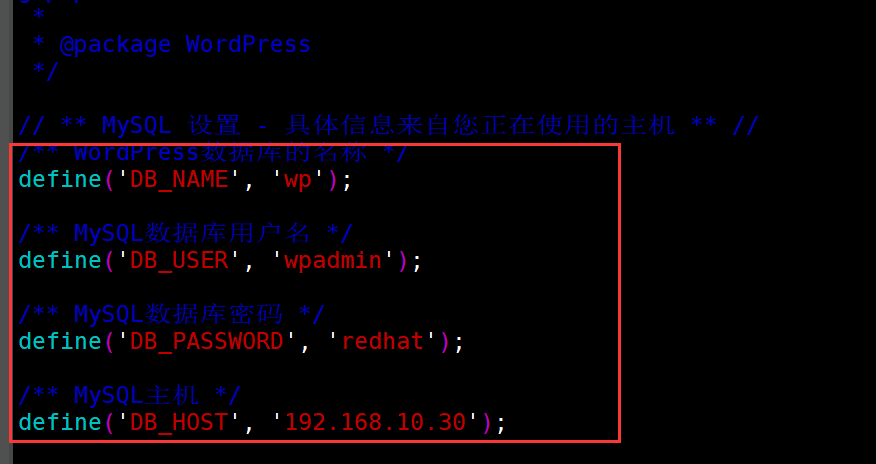 *
* @package WordPress
*/
// ** MySQL 设置 - 具体信息来自您正在使用的主机 ** //
/** WordPress数据库的名称 */
define('DB_NAME', 'wp');
/** MySQL数据库用户名 */
define('DB_USER', 'wpadmin');
/** MySQL数据库密码 */
define('DB_PASSWORD', 'redhat');
/** MySQL主机 */
define('DB_HOST', '192.168.10.30');